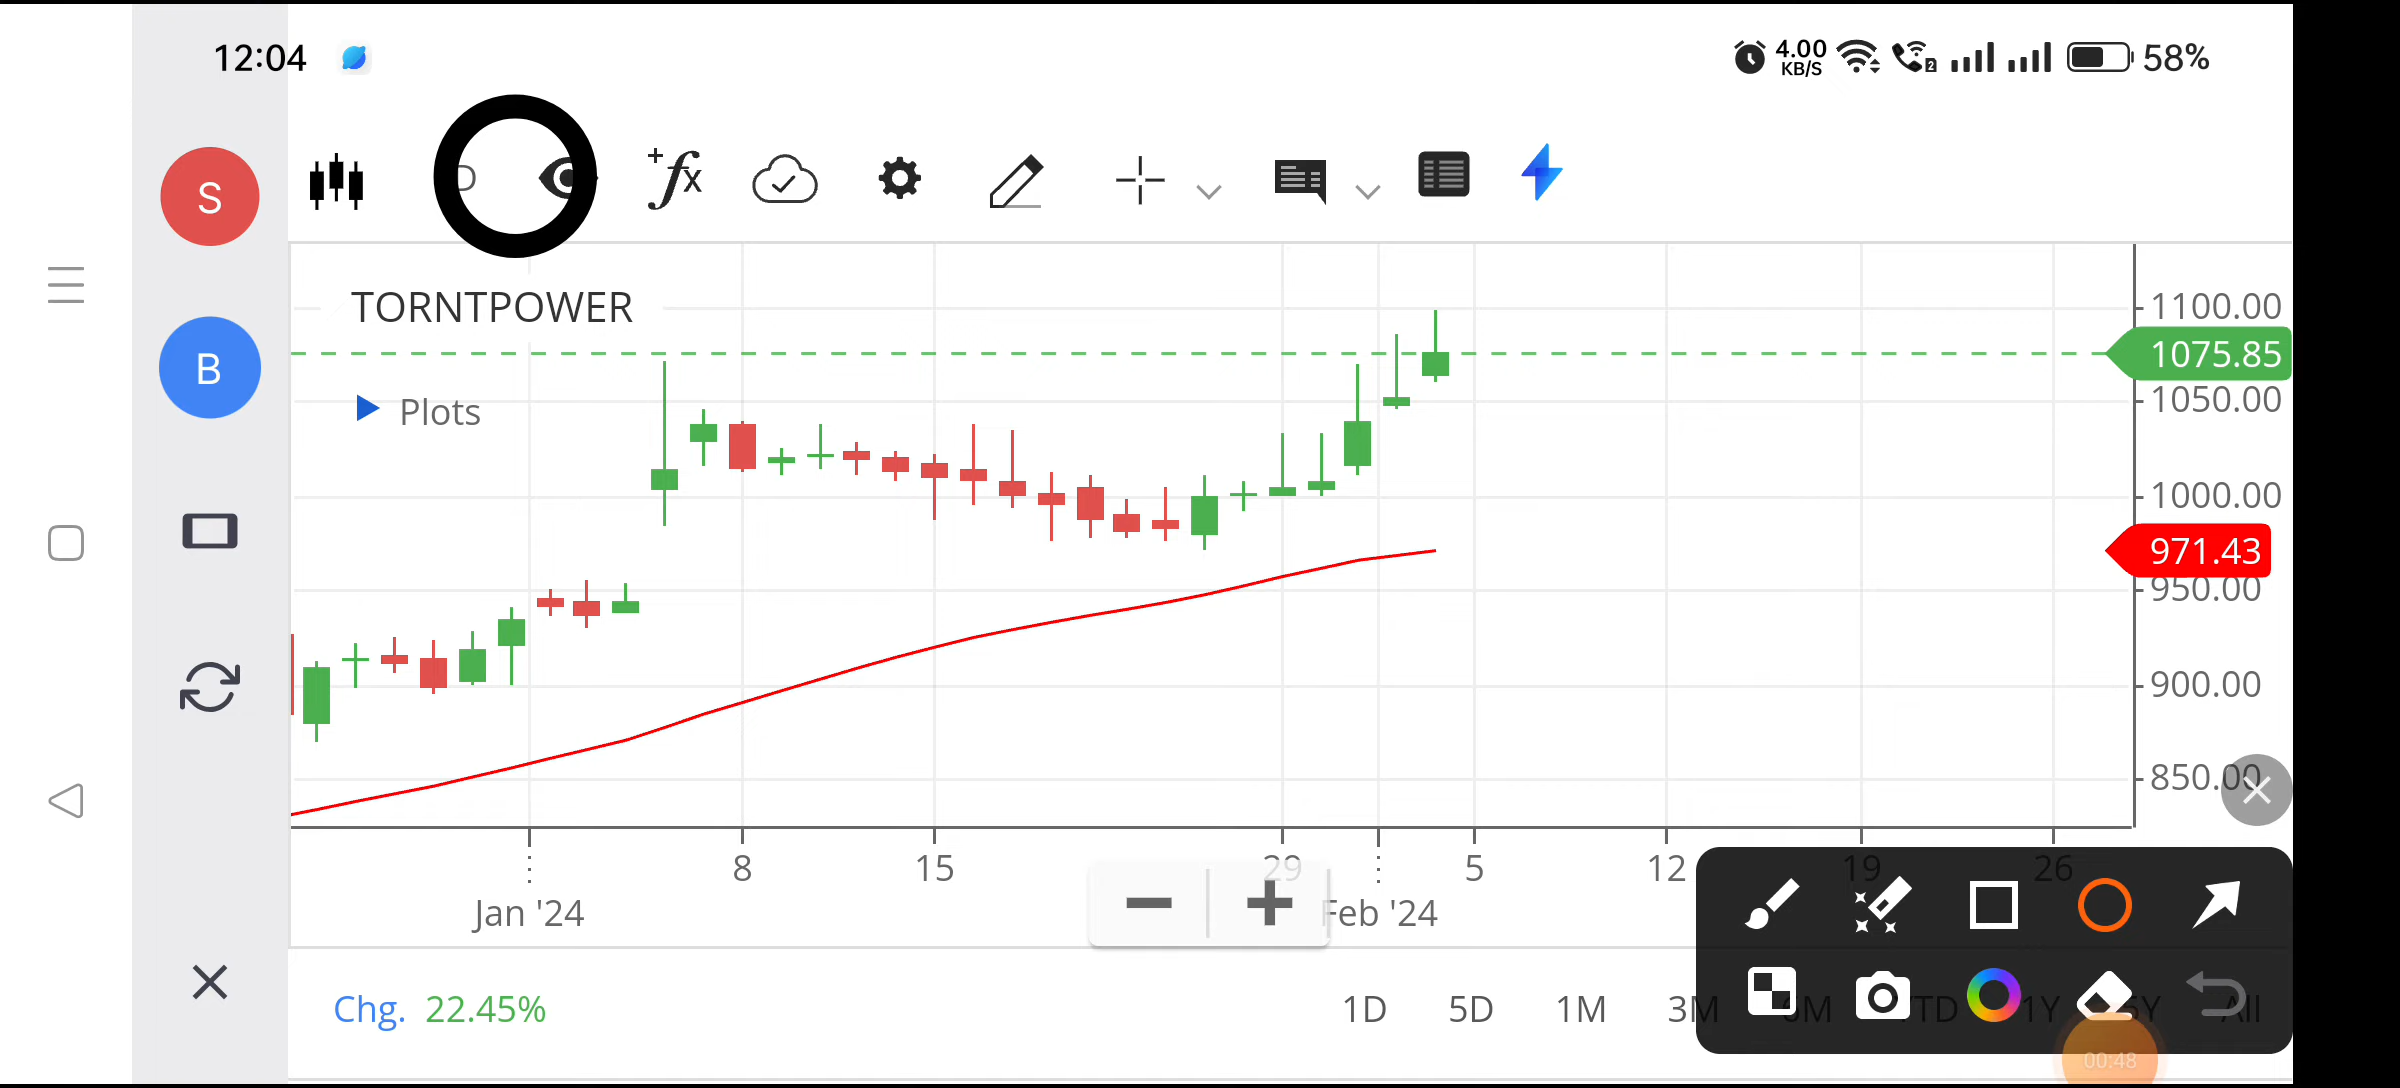 12:04
4.00
KB/S
2
58%
S
D
+fx
B
TORNTPOWER
Plots
1100.00
1075.85
1050.00
1000.00
971.43
950.00
900.00
850.00
8
15
29
5
12
19
26
Jan '24
Feb '24
Chg. 22.45%
1D
5D
1M
3M
6M
YTD
1Y
5Y
All
00:48